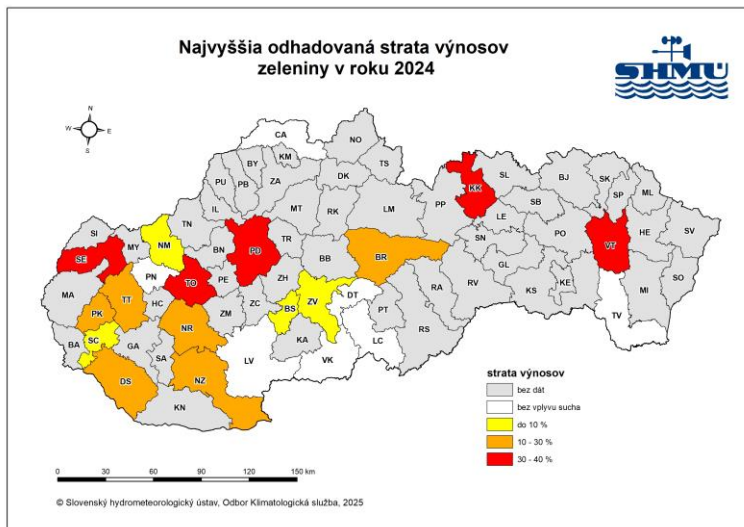 Najvyššia odhadovaná strata výnosov
zeleniny v roku 2024
SHMÚ
N
W E
S
CA
NO
KM
BY
TS
PU
PB
ZA
DK
KK
SL
BJ
SK
SP
ML
IL
MT
RK
LM
PP
LE
SB
SI
MY
NM
TN
BN
PD
TR
BB
BR
SN
PO
VT
HE
SV
SE
PN
TO
PE
ZH
GL
MA
TT
HC
ZM
ZC
BS
ZV
DT
PT
RA
RV
KS
KE
MI
SO
PK
NR
BA
SC
GA
SA
LV
KA
VK
LC
RS
TV
DS
NZ
KN
strata výnosov
bez dát
bez vplyvu sucha
do 10 %
10 - 30 %
30 - 40 %
0 30 60 90 120 150 km
© Slovenský hydrometeorologický ústav, Odbor Klimatologická služba, 2025